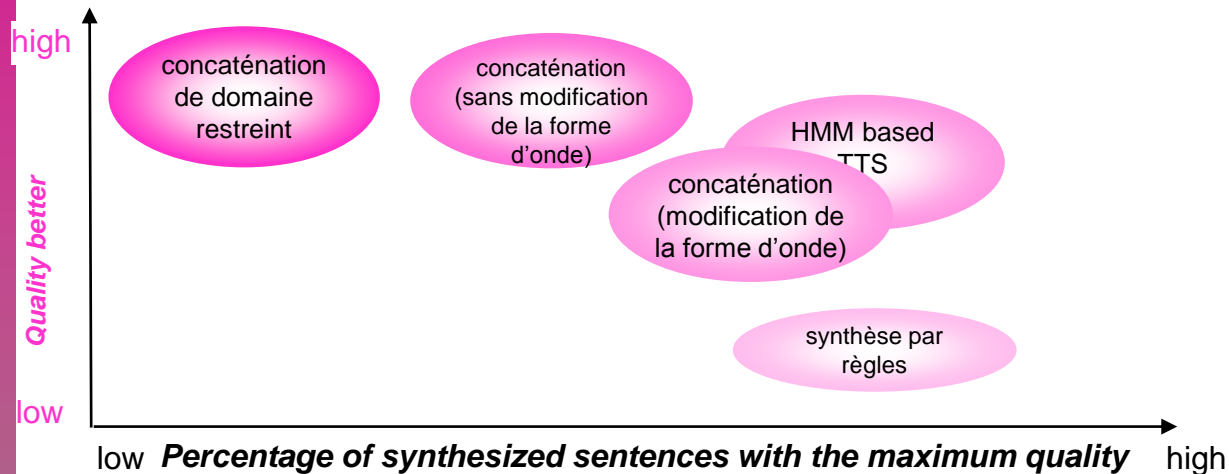 high
concaténation
de domaine
restreint
concaténation
(sans modification
de la forme
d’onde)
HMM based
TTS
concaténation
(modification de
la forme d’onde)
synthèse par
règles
Quality better
low
low Percentage of synthesized sentences with the maximum quality high